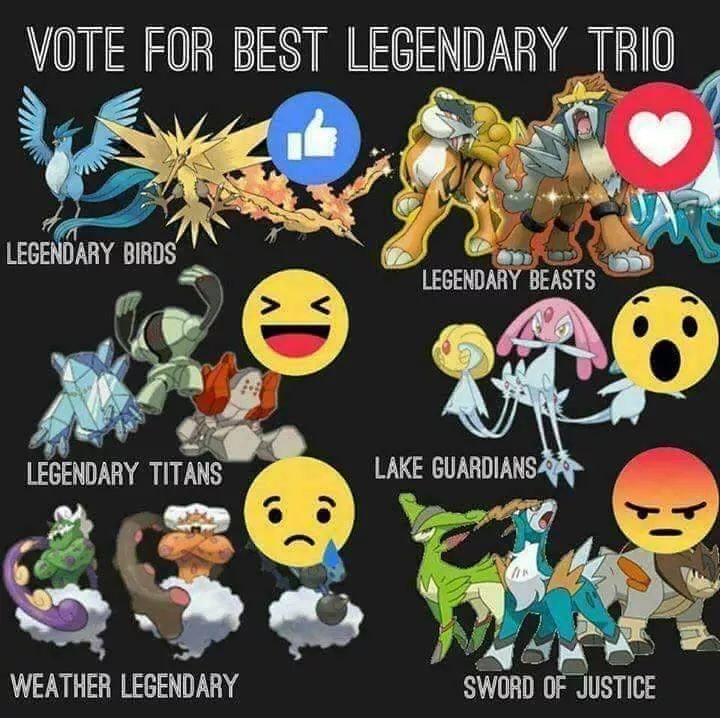 VOTE FOR BEST LEGENDARY TRIO
LEGENDARY BIRDS
LEGENDARY BEASTS
LEGENDARY TITANS
LAKE GUARDIANS
WEATHER LEGENDARY
SWORD OF JUSTICE